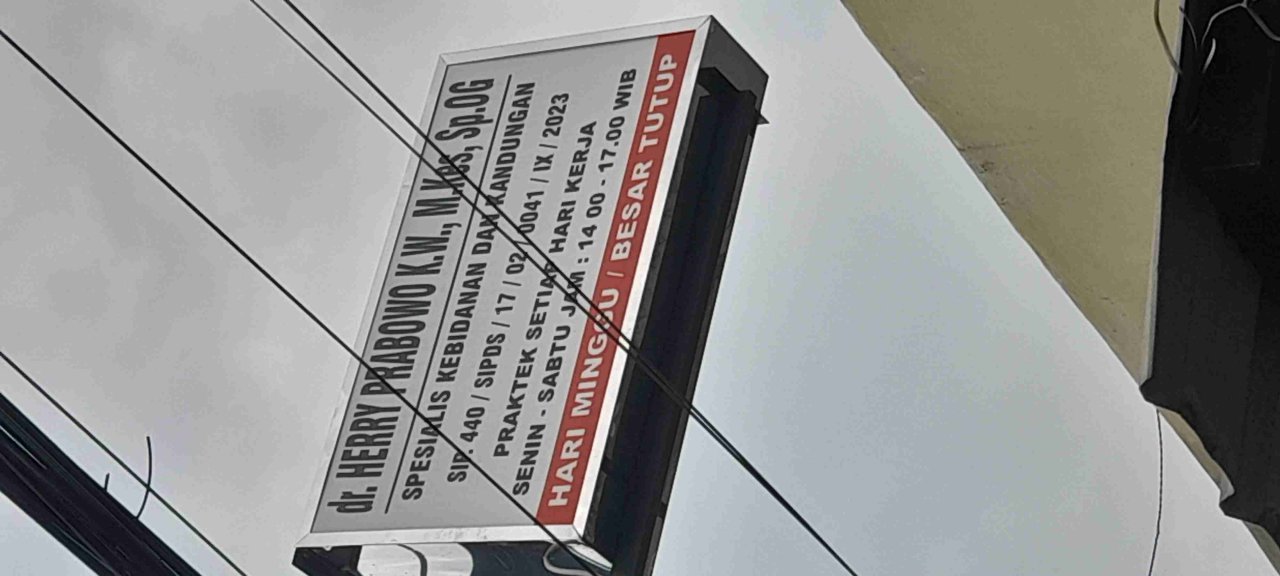 dr. HERRY PRABOWO K.W., M.Kes, Sp.OG
SPESIALIS KEBIDANAN DAN KANDUNGAN
SIP. 440 / SIPDS / 17 / 02 / 0041 / IX / 2023
PRAKTEK SETIAP HARI KERJA
SENIN - SABTU JAM : 14 00 - 17.00 WIB
HARI MINGGU / BESAR TUTUP